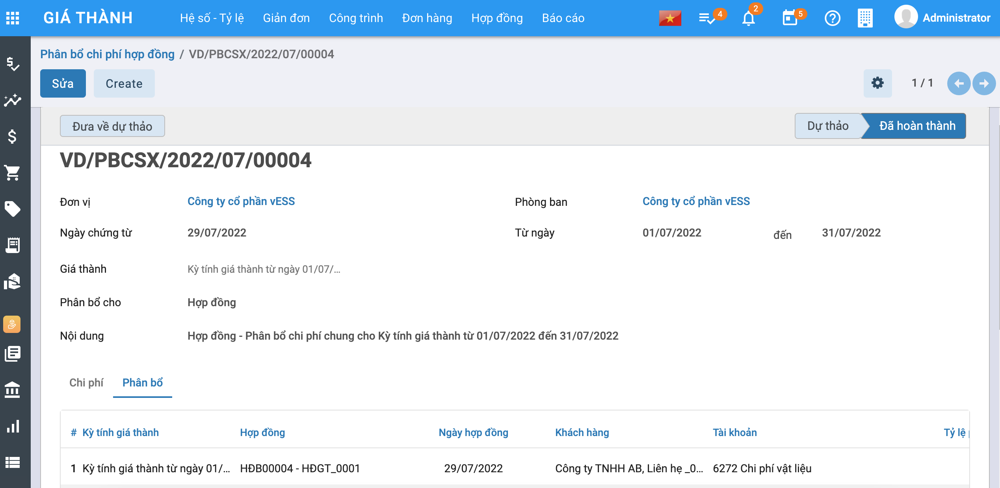 GIÁ THÀNH Hệ số - Tỷ lệ Giản đơn Công trình Đơn hàng Hợp đồng Báo cáo 4 2 5 Administrator
Phân bổ chi phí hợp đồng / VD/PBCSX/2022/07/00004
Sửa Create 1 / 1
Đưa về dự thảo Dự thảo Đã hoàn thành
VD/PBCSX/2022/07/00004
Đơn vị Công ty cổ phần vESS Phòng ban Công ty cổ phần vESS
Ngày chứng từ 29/07/2022 Từ ngày 01/07/2022 đến 31/07/2022
Giá thành Kỳ tính giá thành từ ngày 01/07/...
Phân bổ cho Hợp đồng
Nội dung Hợp đồng - Phân bổ chi phí chung cho Kỳ tính giá thành từ 01/07/2022 đến 31/07/2022
Chi phí Phân bổ
# Kỳ tính giá thành Hợp đồng Ngày hợp đồng Khách hàng Tài khoản Tỷ lệ
1 Kỳ tính giá thành từ ngày 01/... HĐB00004 - HĐGT_0001 29/07/2022 Công ty TNHH AB, Liên hẹ _0... 6272 Chi phí vật liệu